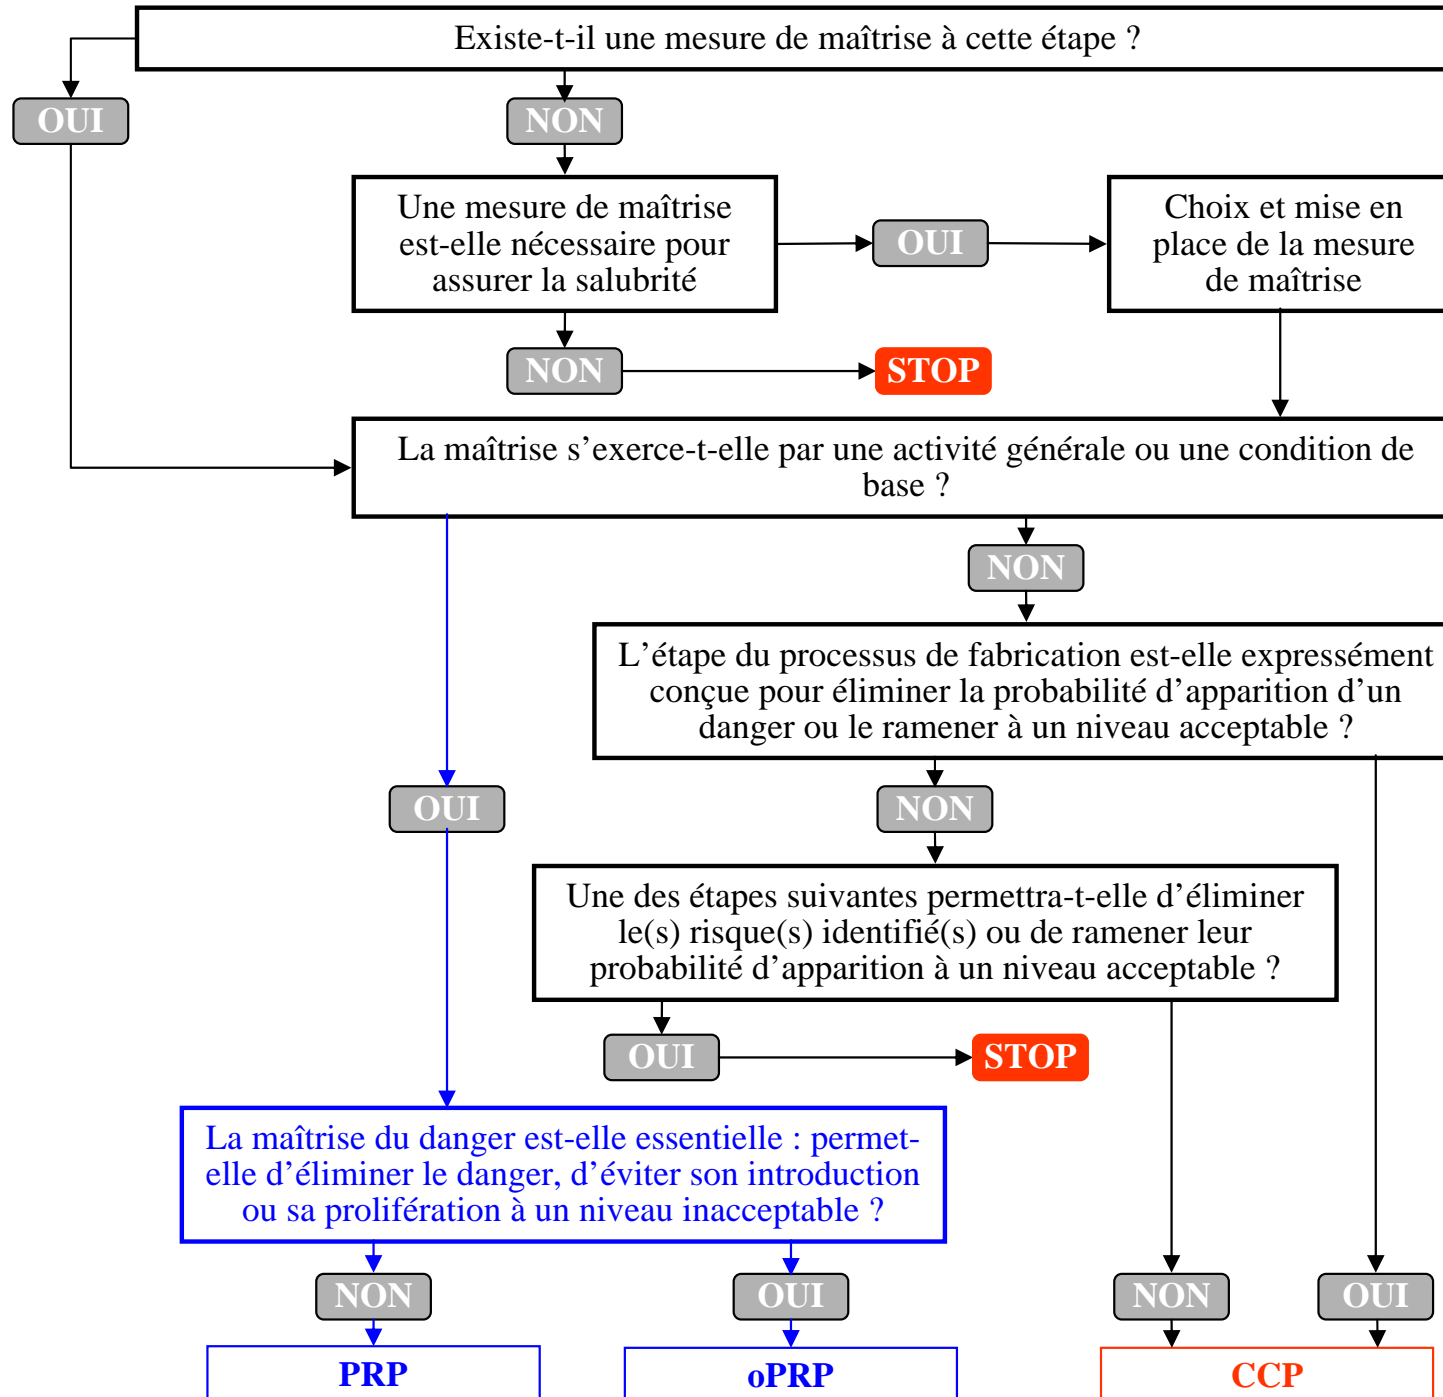 Existe-t-il une mesure de maîtrise à cette étape ?
OUI
NON
Une mesure de maîtrise
est-elle nécessaire pour
assurer la salubrité
OUI
Choix et mise en
place de la mesure
de maîtrise
NON
STOP
La maîtrise s’exerce-t-elle par une activité générale ou une condition de
base ?
NON
L’étape du processus de fabrication est-elle expressément
conçue pour éliminer la probabilité d’apparition d’un
danger ou le ramener à un niveau acceptable ?
OUI
NON
Une des étapes suivantes permettra-t-elle d’éliminer
le(s) risque(s) identifié(s) ou de ramener leur
probabilité d’apparition à un niveau acceptable ?
OUI
STOP
La maîtrise du danger est-elle essentielle : permet-
elle d’éliminer le danger, d’éviter son introduction
ou sa prolifération à un niveau inacceptable ?
NON
OUI
NON
OUI
PRP
oPRP
CCP